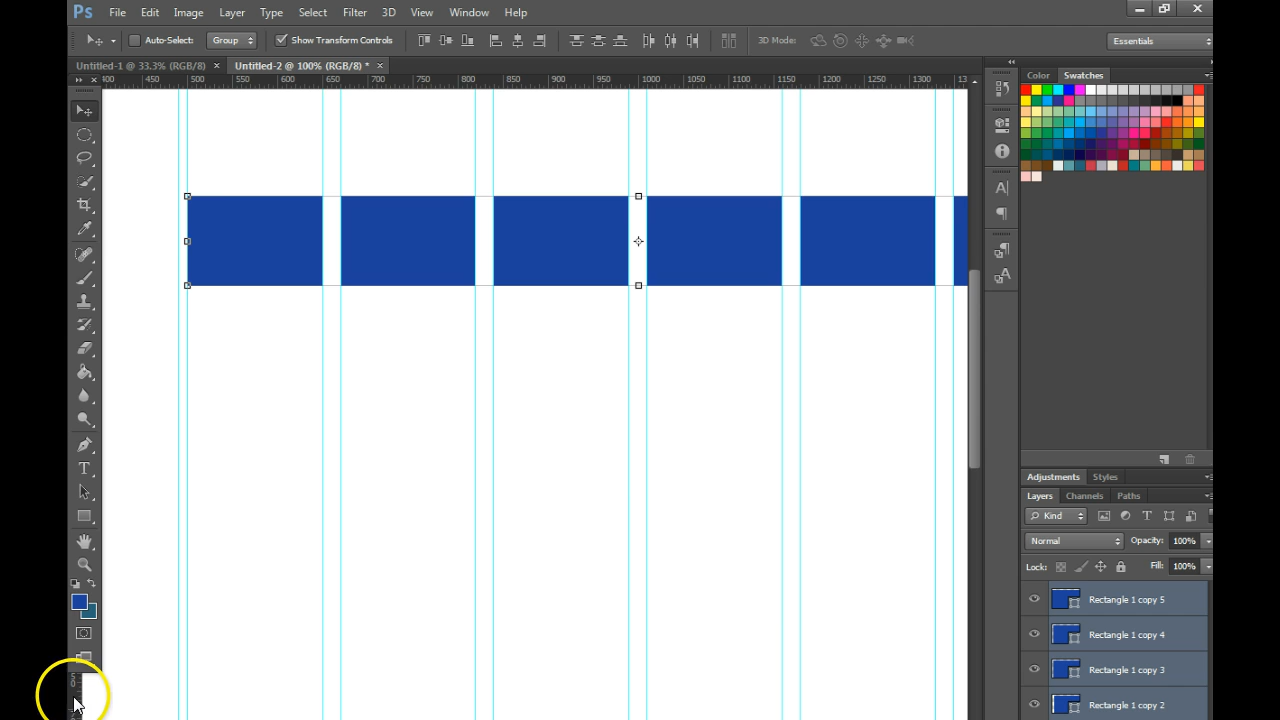 Ps File Edit Image Layer Type Select Filter 3D View Window Help
Auto-Select: Group Show Transform Controls 3D Mode: Essentials
Untitled-1 @ 33.3% (RGB/8) × Untitled-2 @ 100% (RGB/8) * ×
400 450 500 550 600 650 700 750 800 850 900 950 1000 1050 1100 1150 1200 1250 1300
Color Swatches
Adjustments Styles
Layers Channels Paths
Kind
Normal Opacity: 100%
Lock: Fill: 100%
Rectangle 1 copy 5
Rectangle 1 copy 4
Rectangle 1 copy 3
Rectangle 1 copy 2